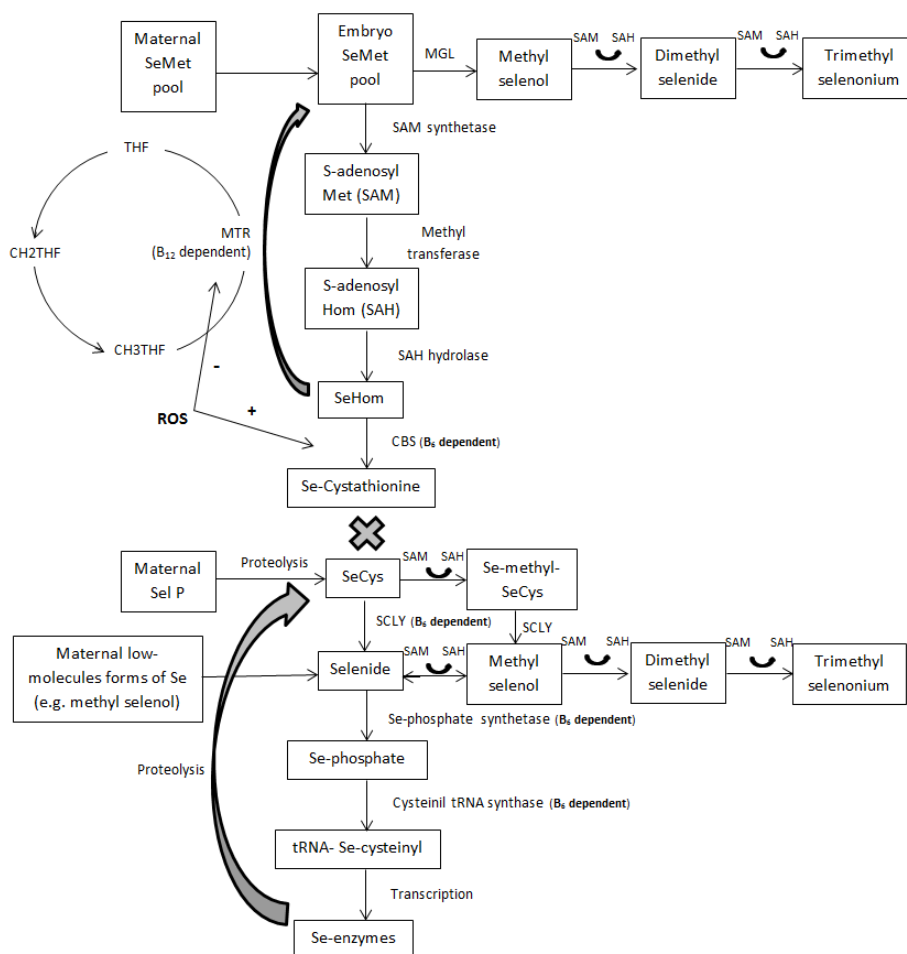 Maternal
SeMet
pool
Embryo
SeMet
pool
MGL
Methyl
selenol
SAM SAH
Dimethyl
selenide
SAM SAH
Trimethyl
selenonium
SAM synthetase
THF
S-adenosyl
Met (SAM)
MTR
(B₁₂ dependent)
CH2THF
Methyl
transferase
S-adenosyl
Hom (SAH)
CH3THF
SAH hydrolase
-
SeHom
ROS
+
CBS (B₆ dependent)
Se-Cystathionine
Maternal
Sel P
Proteolysis
SeCys
SAM SAH
Se-methyl-
SeCys
SCLY (B₆ dependent)
SCLY
Maternal low-
molecules forms of Se
(e.g. methyl selenol)
Selenide
SAM SAH
Methyl
selenol
SAM SAH
Dimethyl
selenide
SAM SAH
Trimethyl
selenonium
Se-phosphate synthetase (B₆ dependent)
Se-phosphate
Proteolysis
Cysteinil tRNA synthase (B₆ dependent)
tRNA- Se-cysteinyl
Transcription
Se-enzymes